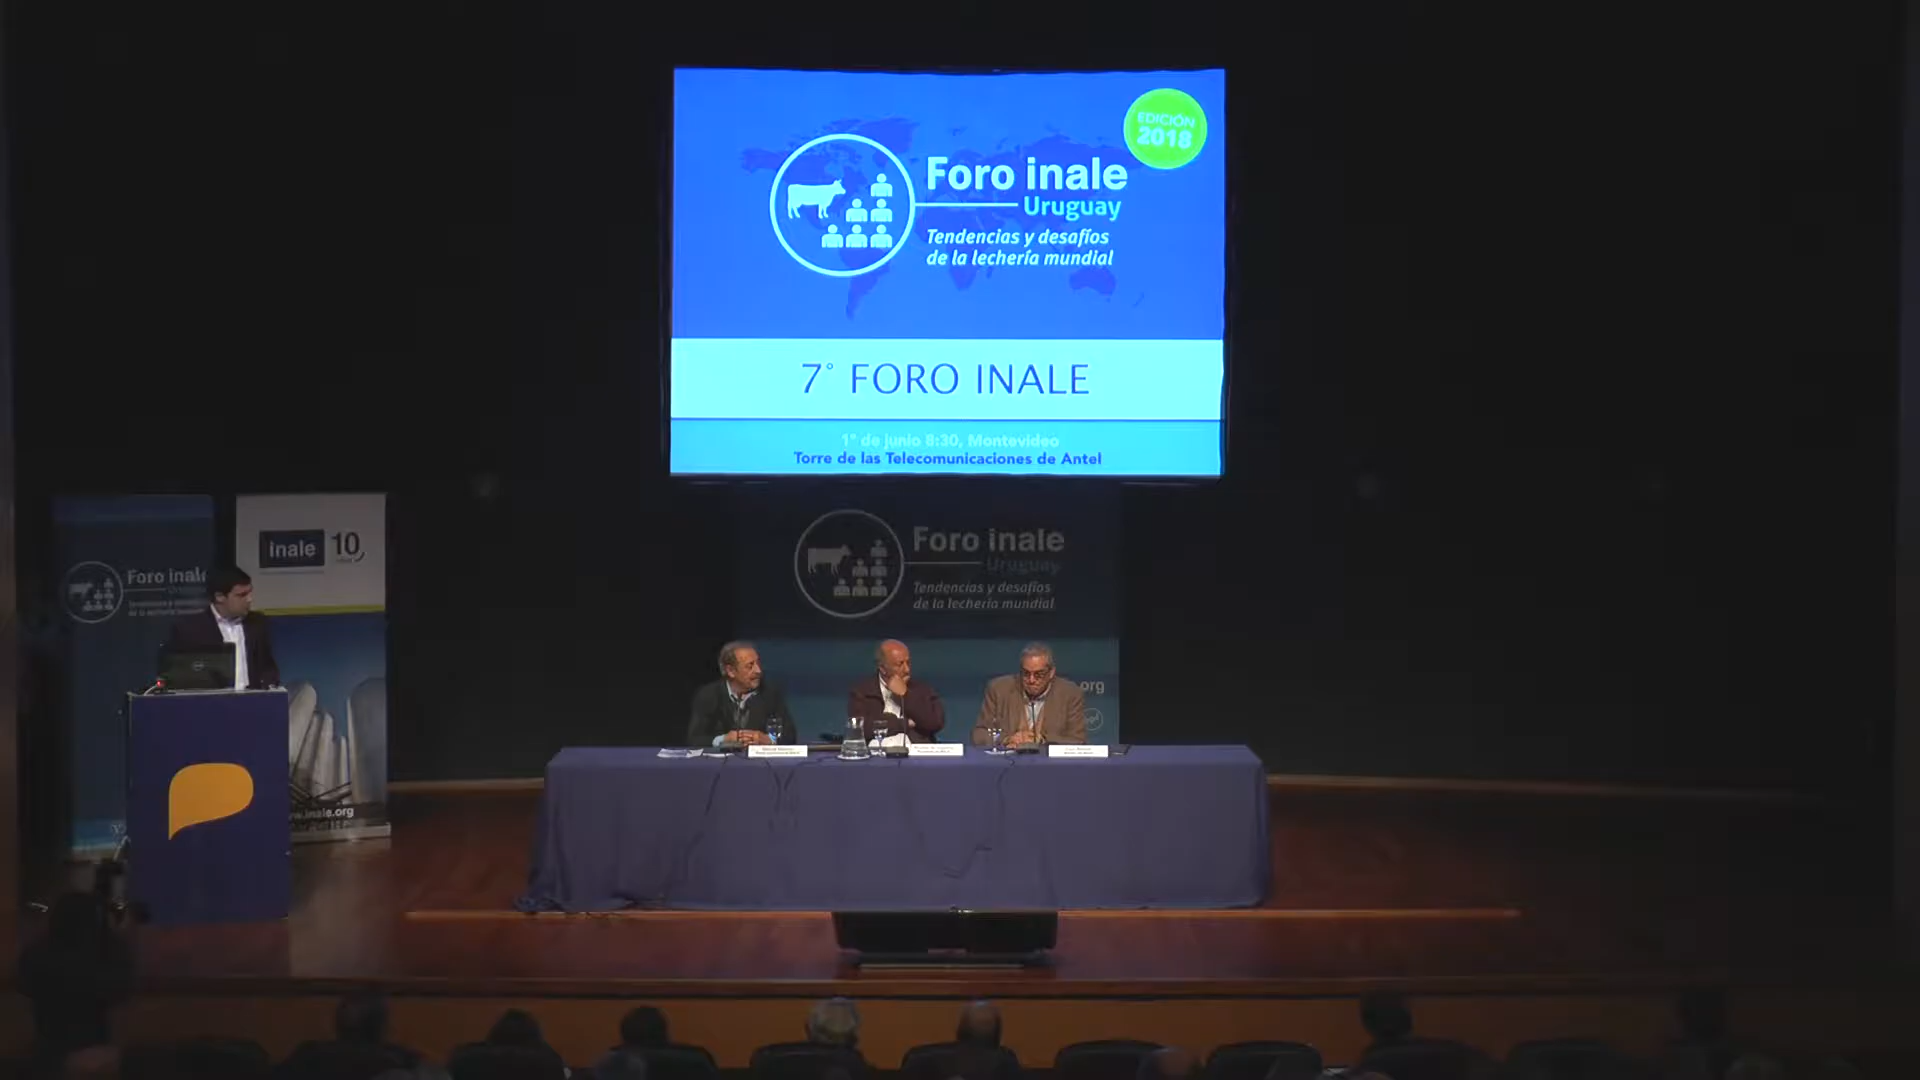 EDICIÓN
2018
Foro inale
Uruguay
Tendencias y desafíos
de la lechería mundial
7° FORO INALE
1° de junio 8:30, Montevideo
Torre de las Telecomunicaciones de Antel
inale 10
Foro inale
Foro inale
Uruguay
Tendencias y desafíos
de la lechería mundial
.org
w.inale.org